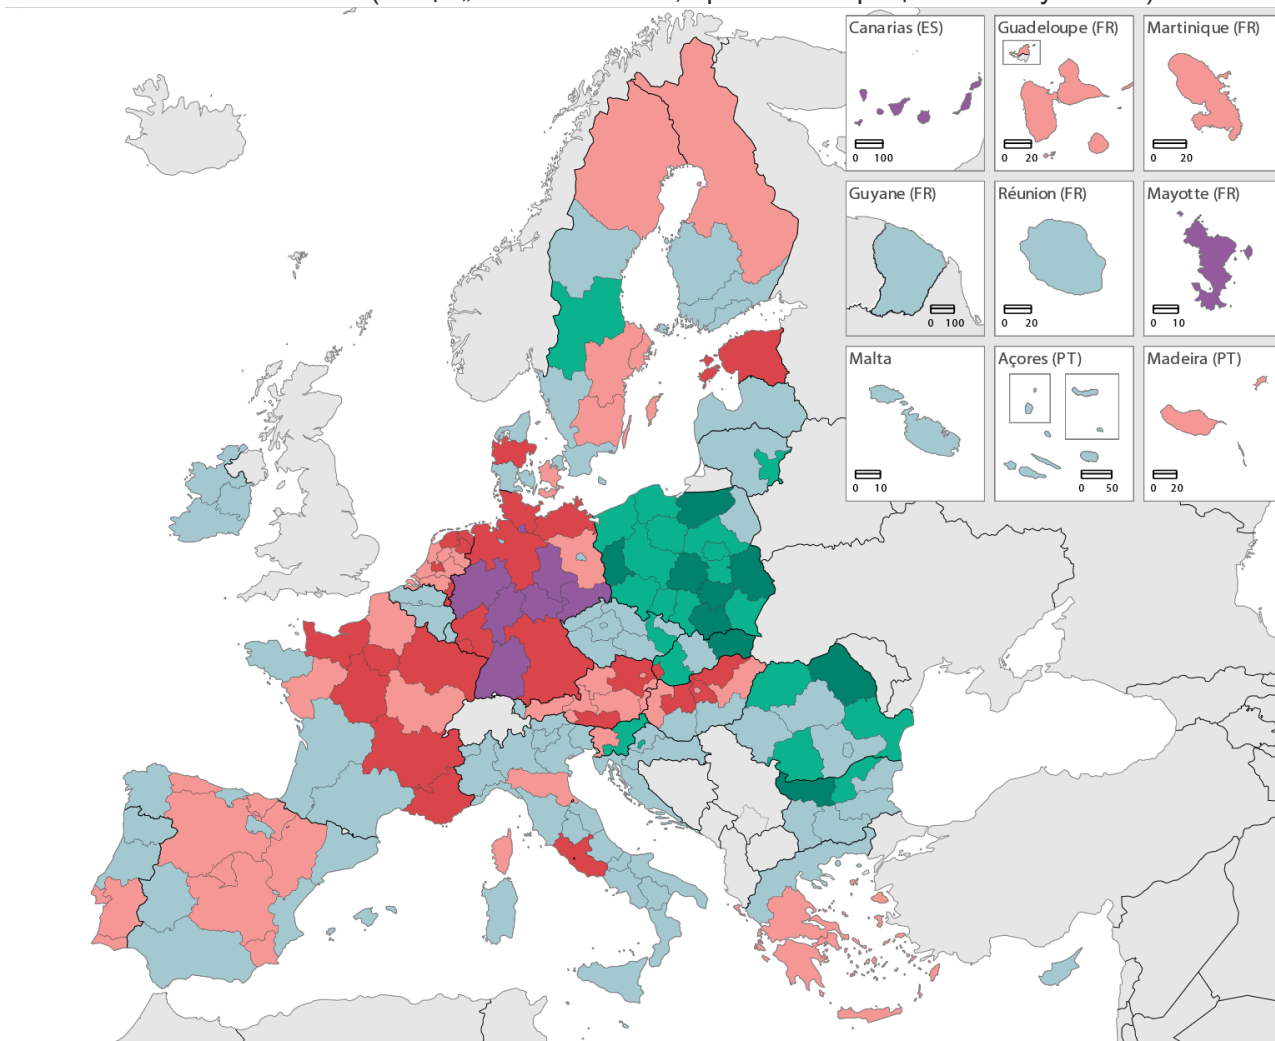 Canarias (ES)
0 100
Guadeloupe (FR)
0 20
Martinique (FR)
0 20
Guyane (FR)
0 100
Réunion (FR)
0 20
Mayotte (FR)
0 10
Malta
0 10
Açores (PT)
0 50
Madeira (PT)
0 20